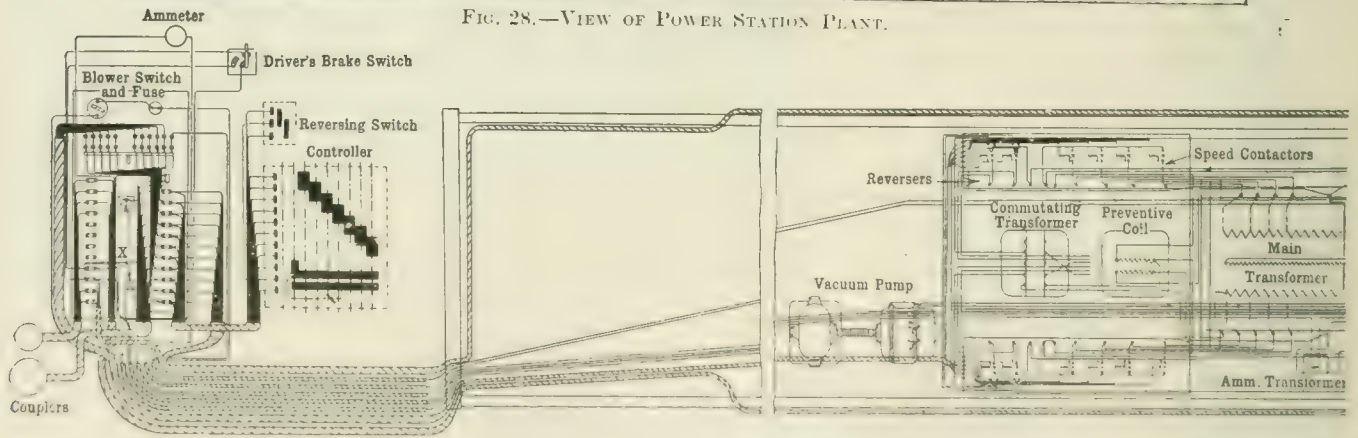 FIG. 28.—VIEW OF POWER STATION PLANT.
Ammeter
Driver's Brake Switch
Blower Switch
and Fuse
Reversing Switch
Controller
X
Couplers
Speed Contactors
Reversers
Commutating
Transformer
Preventive
Coil
Main
Transformer
Vacuum Pump
Amm. Transformer